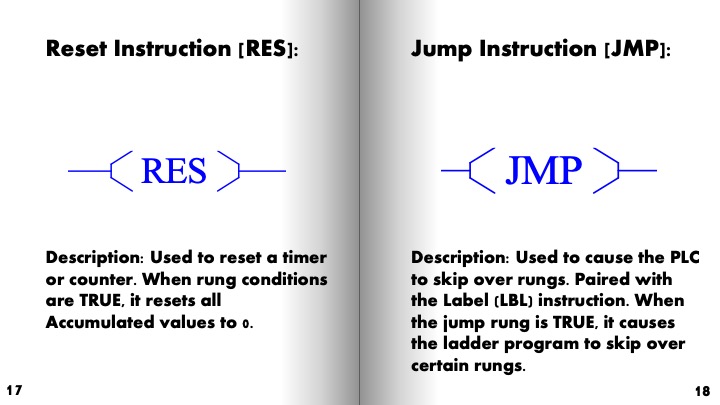 Reset Instruction [RES]:
RES
Description: Used to reset a timer
or counter. When rung conditions
are TRUE, it resets all
Accumulated values to 0.
17
Jump Instruction [JMP]:
JMP
Description: Used to cause the PLC
to skip over rungs. Paired with
the Label (LBL) instruction. When
the jump rung is TRUE, it causes
the ladder program to skip over
certain rungs.
18